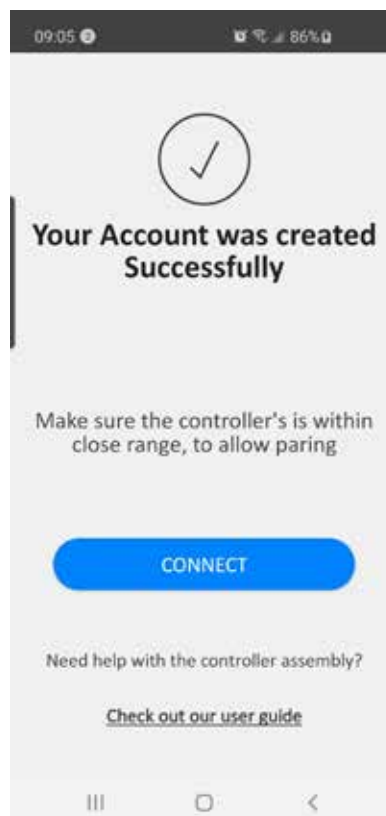 09:05 86%
Your Account was created
Successfully
Make sure the controller's is within
close range, to allow paring
CONNECT
Need help with the controller assembly?
Check out our user guide